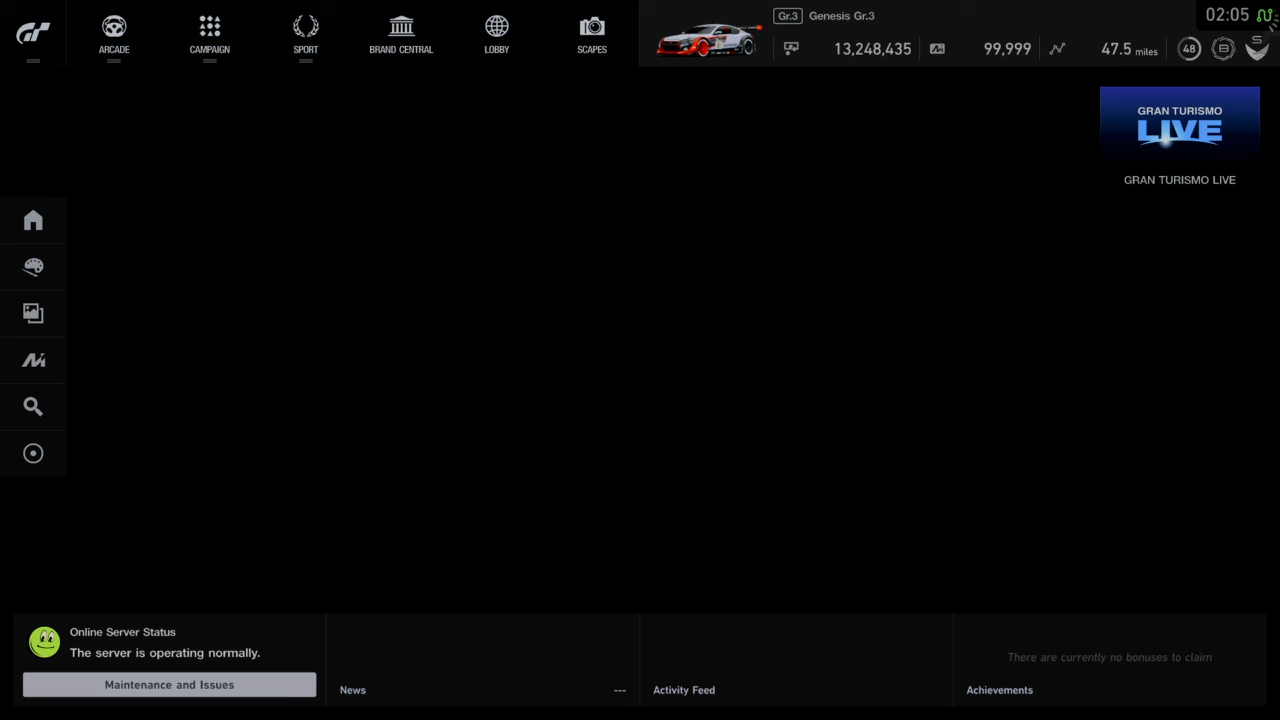 ARCADE
CAMPAIGN
SPORT
BRAND CENTRAL
LOBBY
SCAPES
Gr.3 Genesis Gr.3
02:05
13,248,435
99,999
47.5 miles
48
B
S
GRAN TURISMO
LIVE
GRAN TURISMO LIVE
Online Server Status
The server is operating normally.
Maintenance and Issues
News
---
Activity Feed
There are currently no bonuses to claim
Achievements